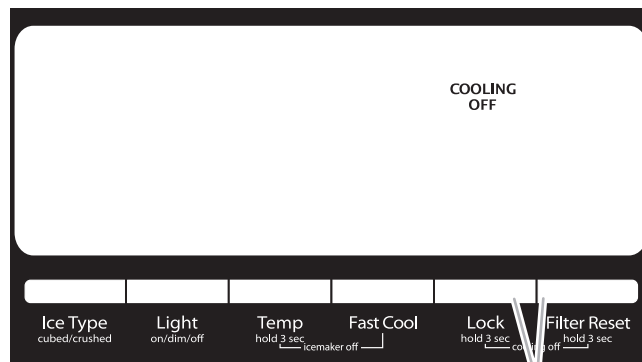 COOLING
OFF
Ice Type
cubed/crushed
Light
on/dim/off
Temp
hold 3 sec
Fast Cool
icemaker off
Lock
hold 3 sec
Filter Reset
hold 3 sec
off